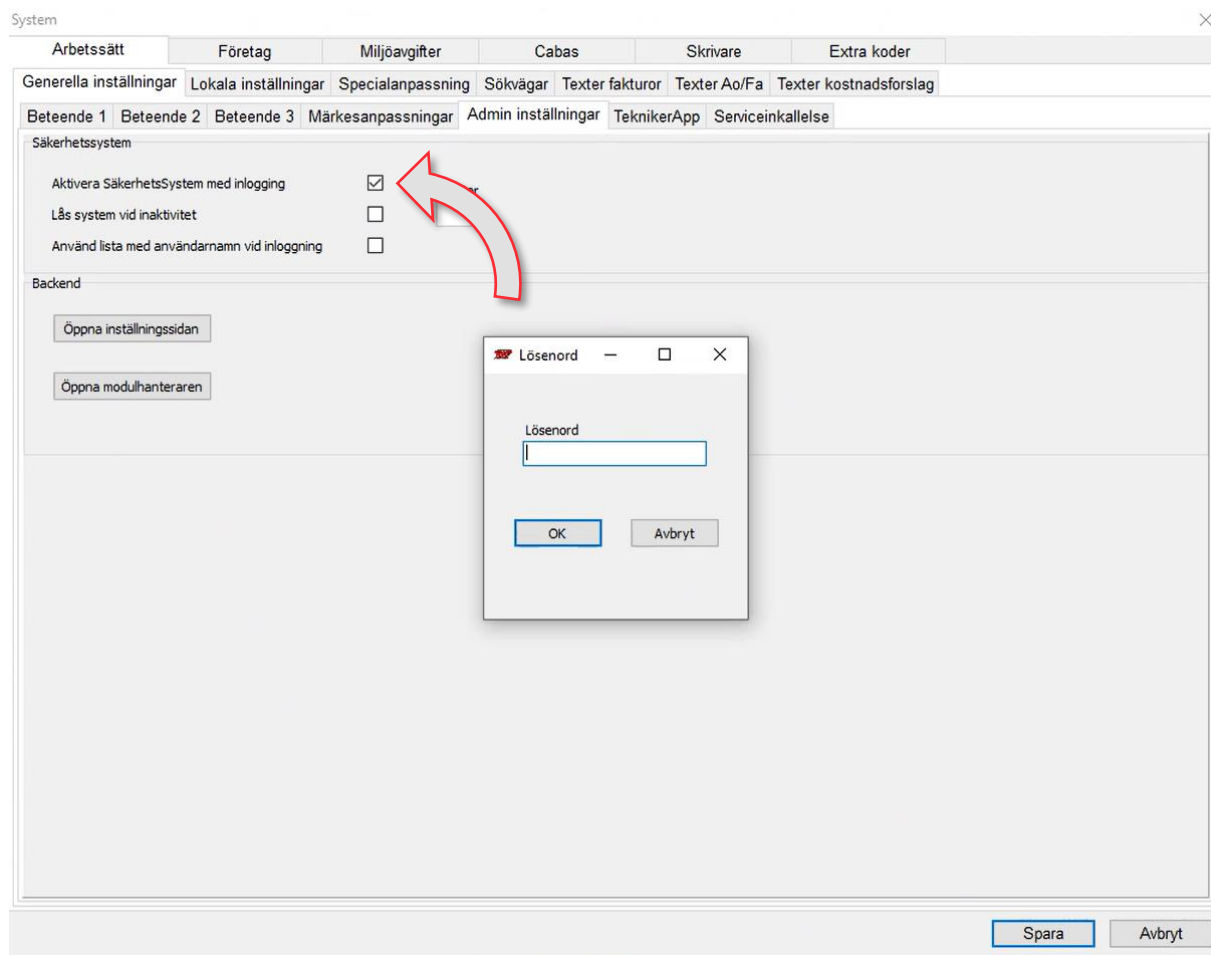 System
Arbetssätt Företag Miljöavgifter Cabas Skrivare Extra koder
Generella inställningar Lokala inställningar Specialanpassning Sökvägar Texter fakturor Texter Ao/Fa Texter kostnadsforslag
Beteende 1 Beteende 2 Beteende 3 Märkesanpassningar Admin inställningar TeknikerApp Serviceinkallelse
Säkerhetssystem
Aktivera SäkerhetsSystem med inlogging
Lås system vid inaktivitet
Använd lista med användarnamn vid inloggning
Backend
Öppna inställningssidan
Öppna modulhanteraren
Lösenord
Lösenord
OK Avbryt
Spara Avbryt